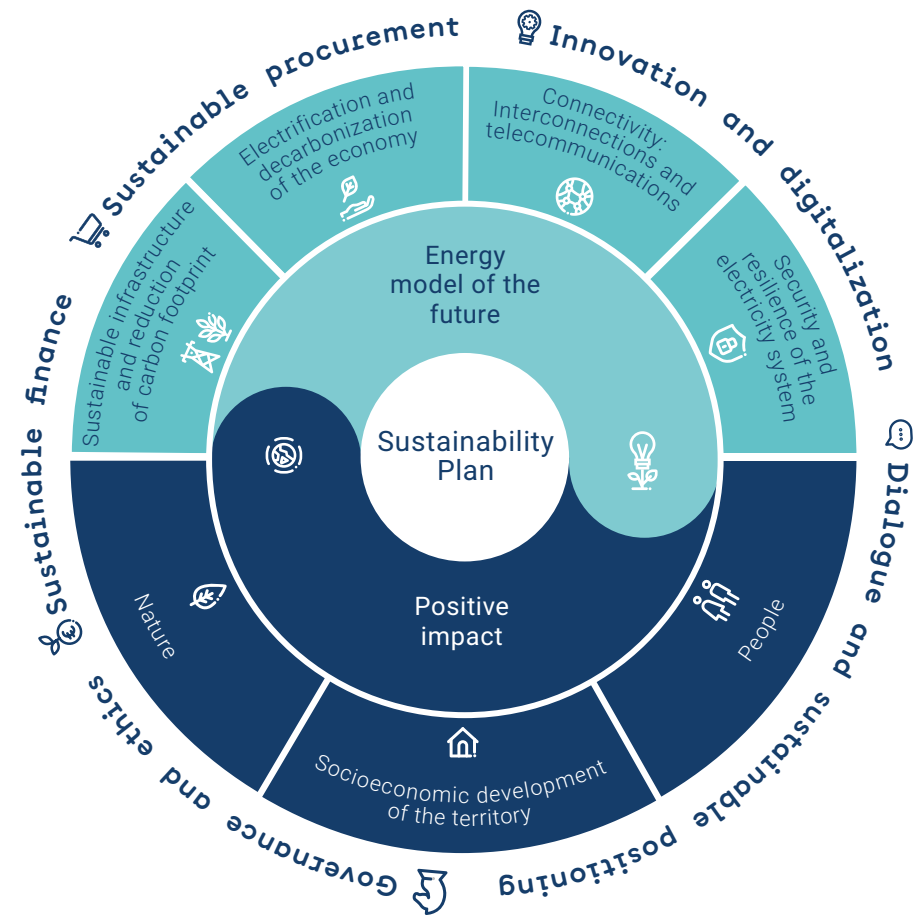 Sustainable procurement
Innovation and digitalization
Dialogue and sustainable positioning
Governance and ethics
Sustainable finance
Electrification and
decarbonization
of the economy
Connectivity:
Interconnections and
telecommunications
Security and
resilience of the
electricity system
Sustainable infrastructure
and reduction
of carbon footprint
Energy
model of the
future
Sustainability
Plan
Positive
impact
Nature
Socioeconomic development
of the territory
People